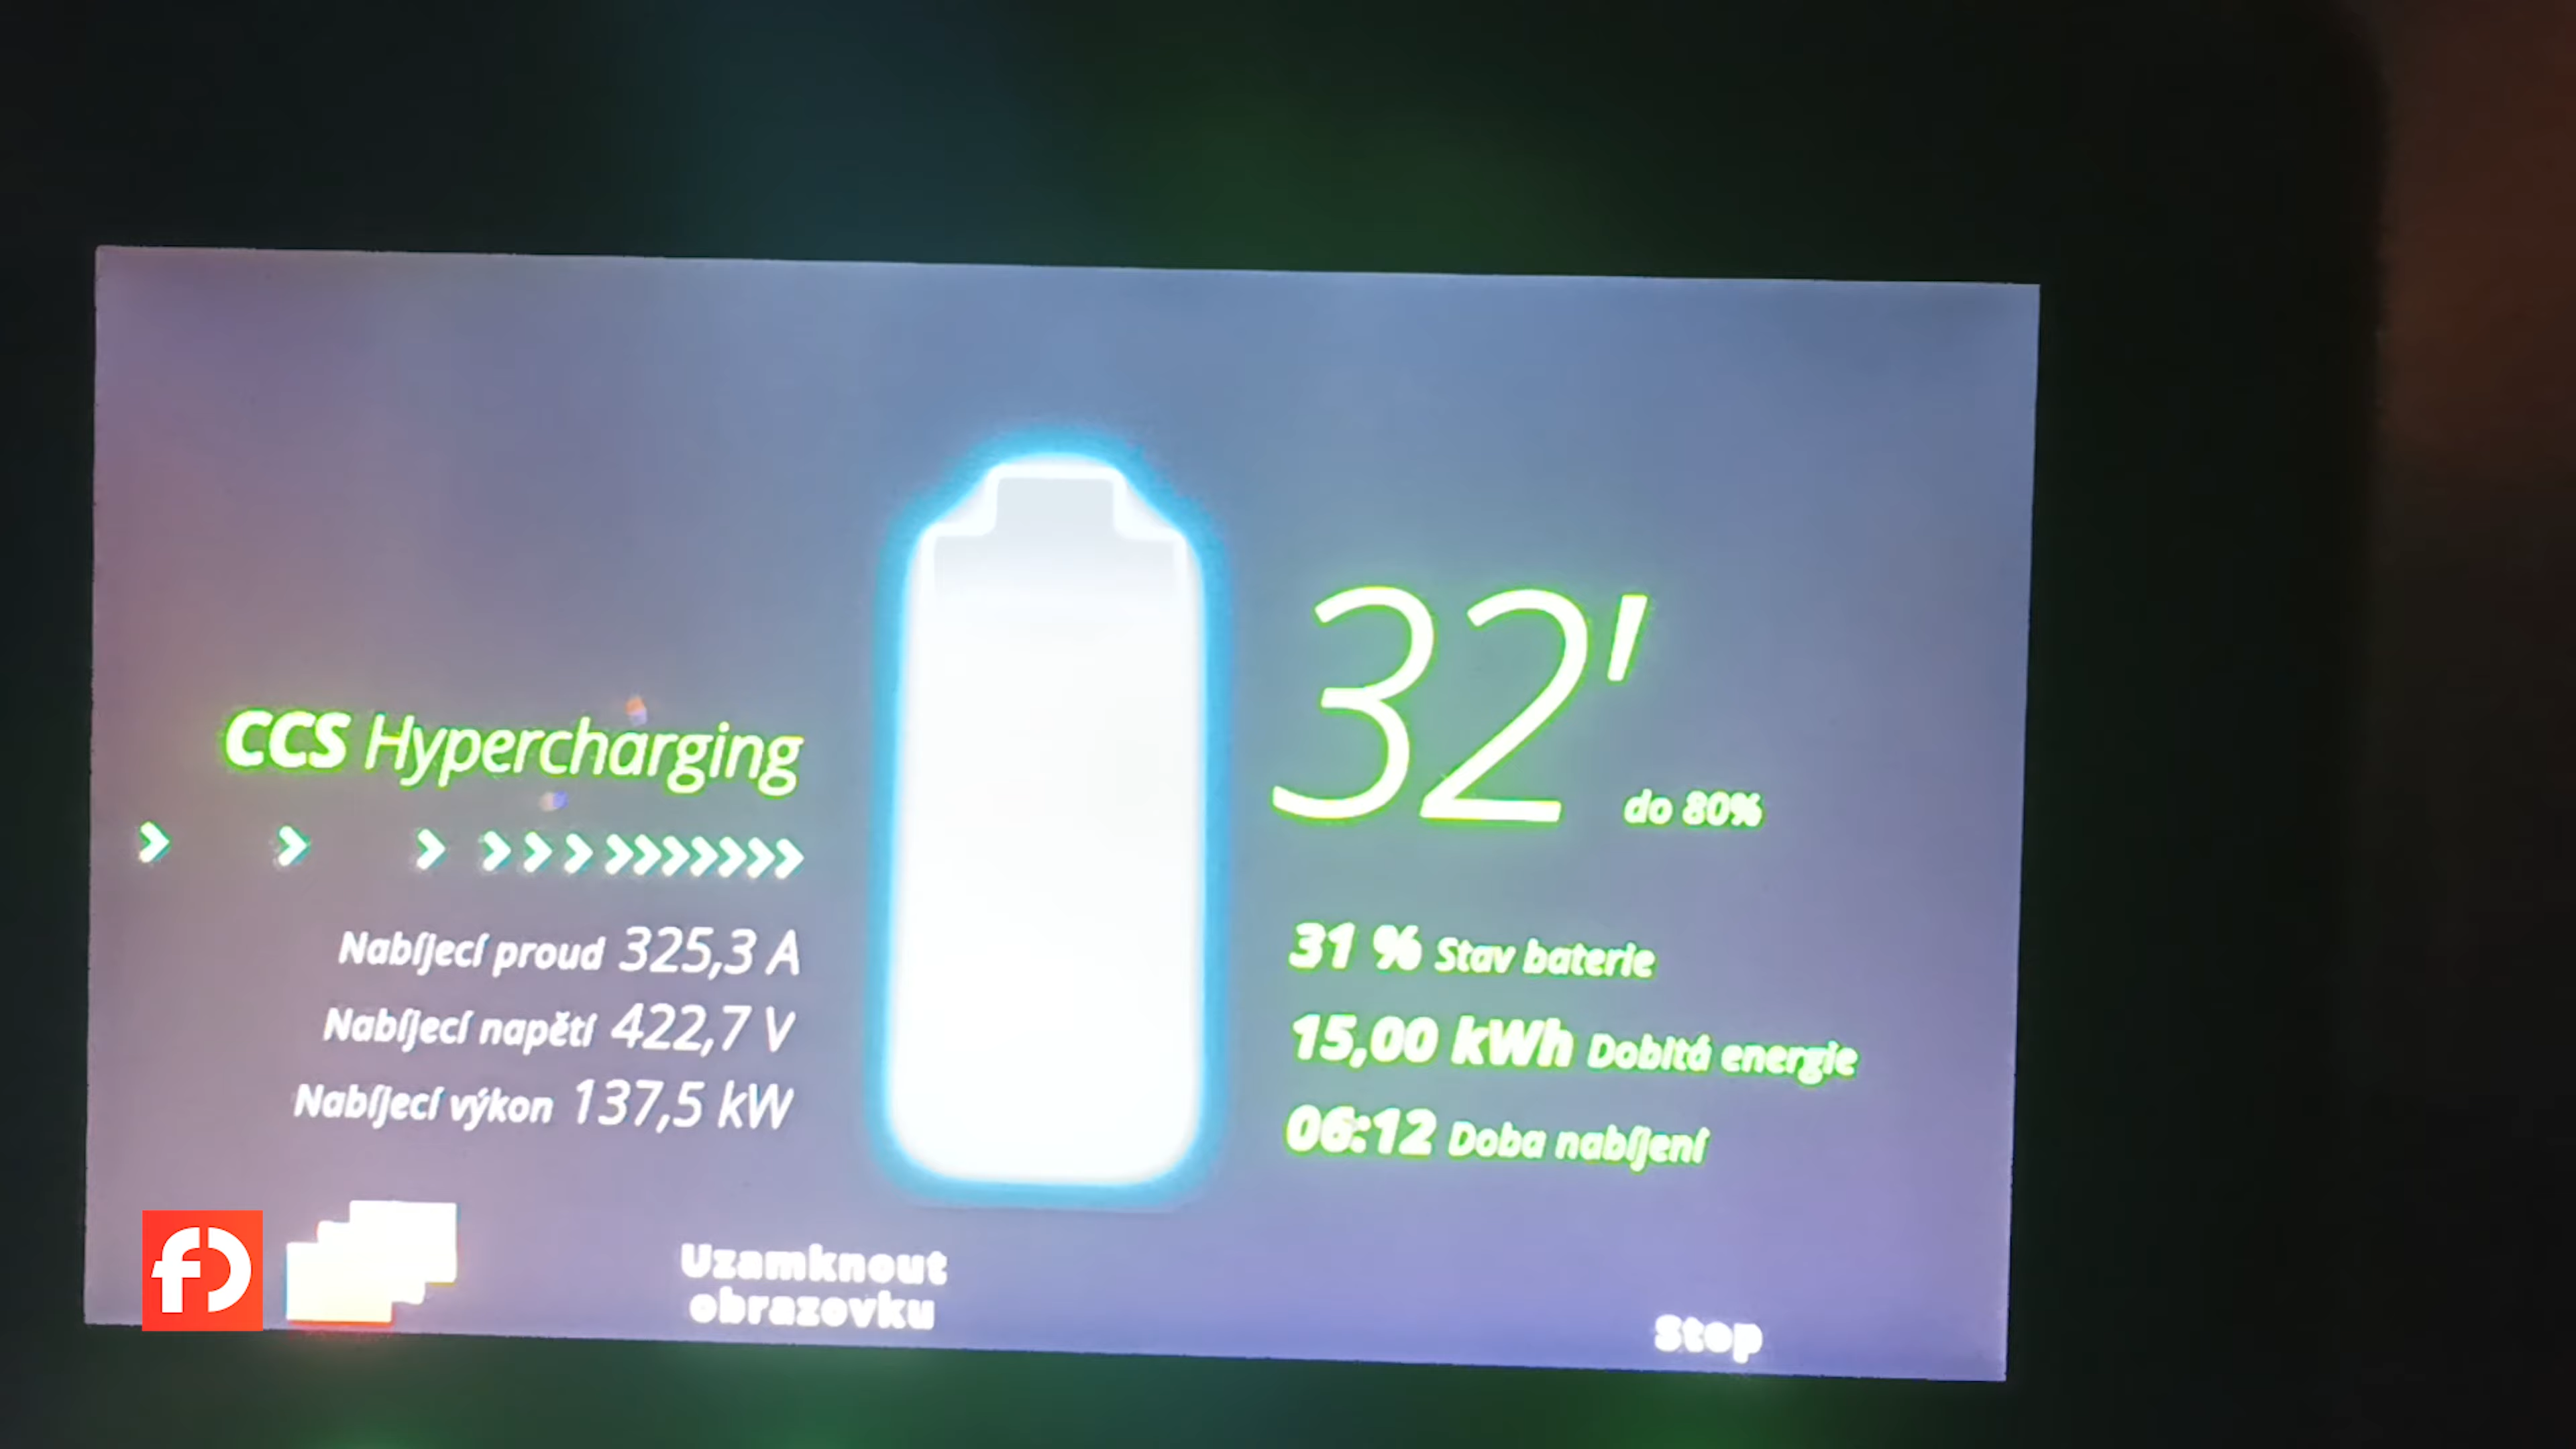 CCS Hypercharging
Nabíjecí proud 325,3 A
Nabíjecí napětí 422,7 V
Nabíjecí výkon 137,5 kW
32' do 80%
31 % Stav baterie
15,00 kWh Dobitá energie
06:12 Doba nabíjení
Uzamknout
obrazovku
Stop